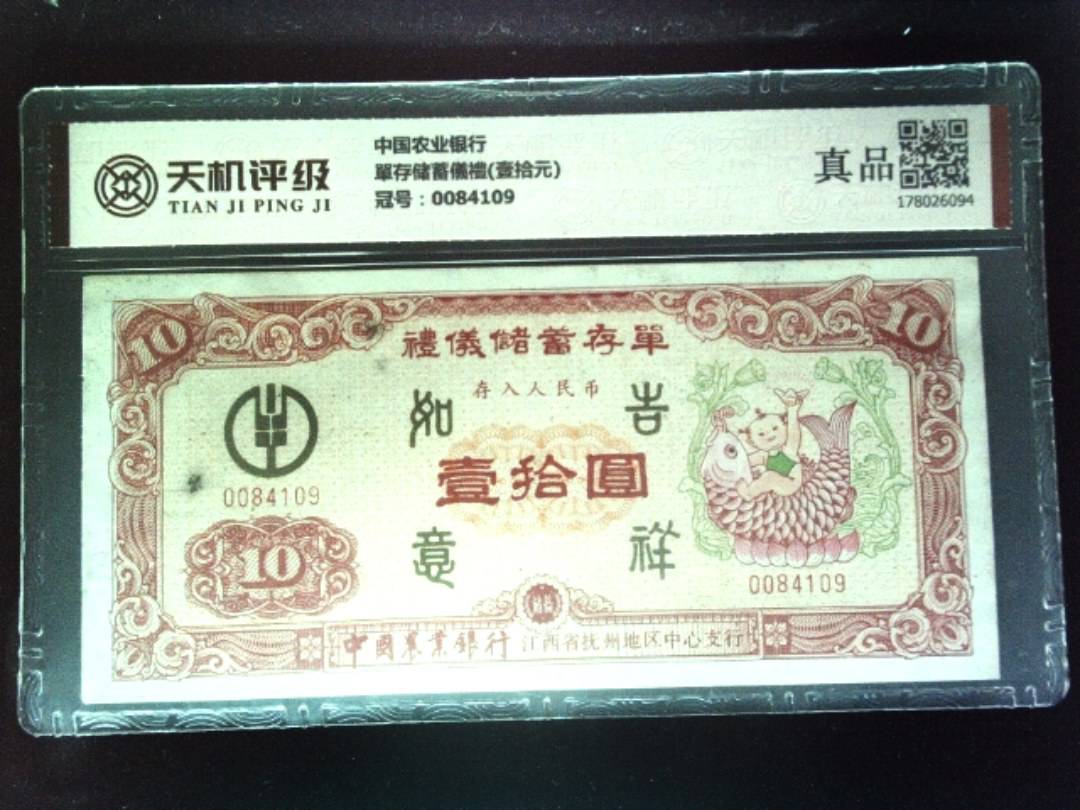 天机评级
TIAN JI PING JI
中国农业银行
單存储蓄儀禮(壹拾元)
冠号：0084109
真品
178026094
10
10
禮儀儲蓄存單
存入人民币
如 吉
壹拾圓
意 祥
0084109
10
0084109
中國農業銀行 江西省抚州地区中心支行